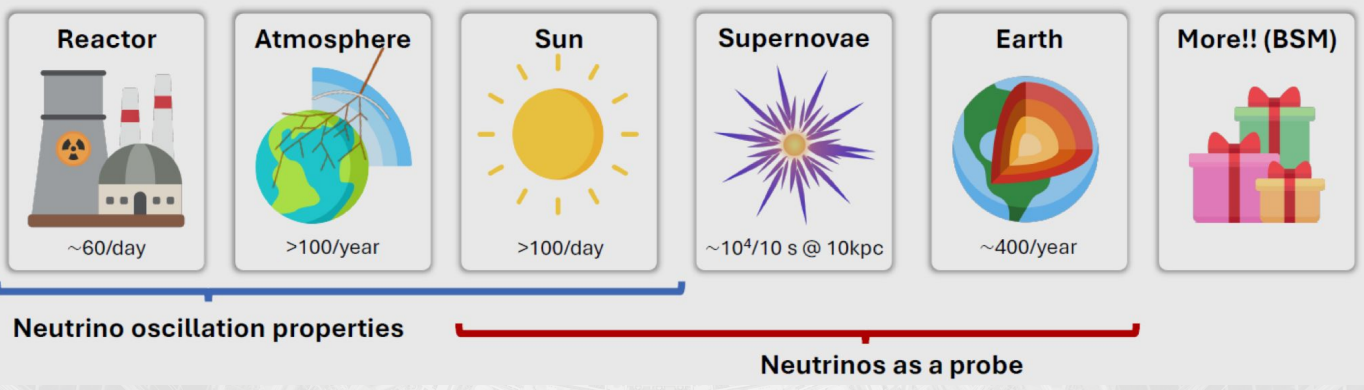 Reactor
Atmosphere
Sun
Supernovae
Earth
More!! (BSM)
~60/day
>100/year
>100/day
~10⁴/10 s @ 10kpc
~400/year
Neutrino oscillation properties
Neutrinos as a probe